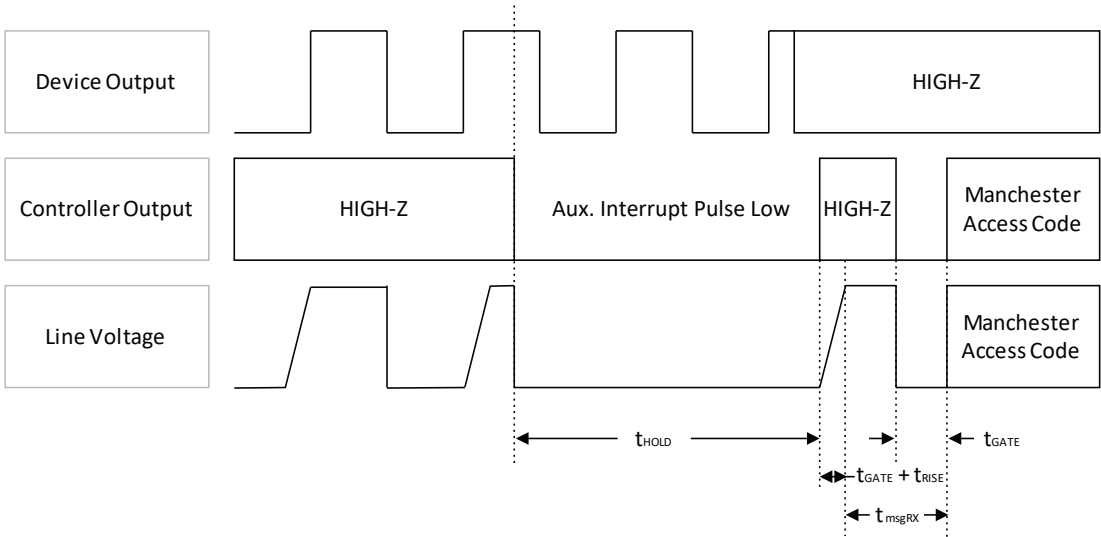 Device Output
HIGH-Z
Controller Output
HIGH-Z
Aux. Interrupt Pulse Low
HIGH-Z
Manchester
Access Code
Line Voltage
Manchester
Access Code
tHOLD
tGATE
tGATE + tRISE
tmsgRX